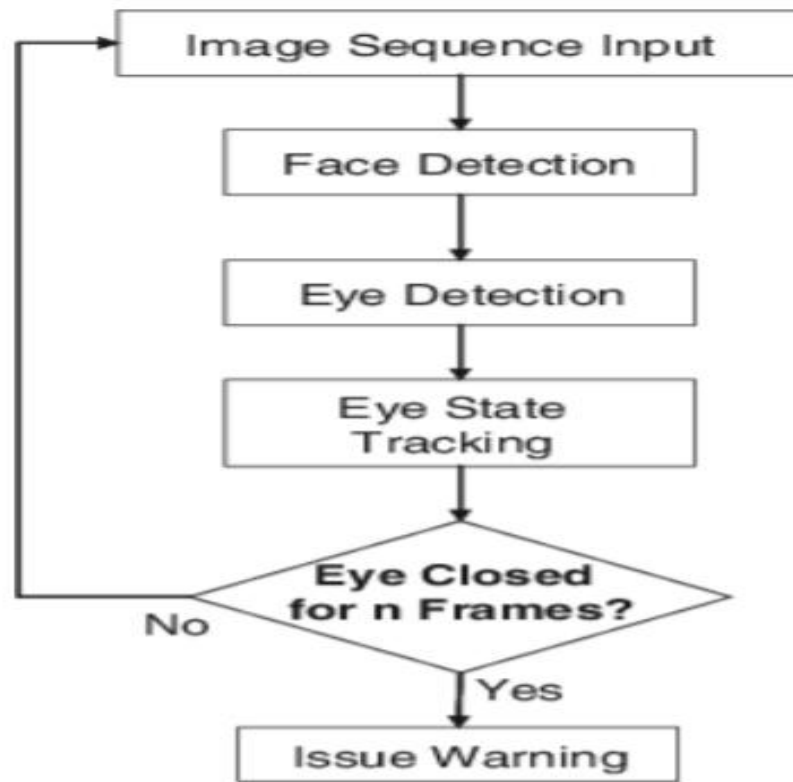 Image Sequence Input
Face Detection
Eye Detection
Eye State
Tracking
Eye Closed
for n Frames?
No
Yes
Issue Warning